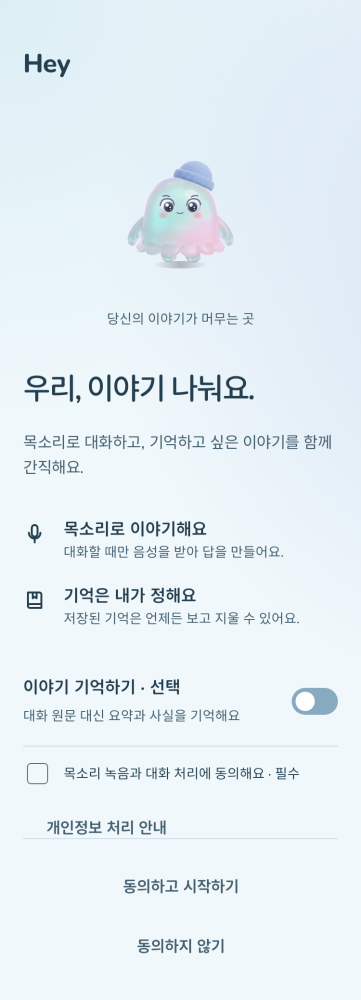 Hey
당신의 이야기가 머무는 곳
우리, 이야기 나눠요.
목소리로 대화하고, 기억하고 싶은 이야기를 함께
간직해요.
목소리로 이야기해요
대화할 때만 음성을 받아 답을 만들어요.
기억은 내가 정해요
저장된 기억은 언제든 보고 지울 수 있어요.
이야기 기억하기 · 선택
대화 원문 대신 요약과 사실을 기억해요
목소리 녹음과 대화 처리에 동의해요 · 필수
개인정보 처리 안내
동의하고 시작하기
동의하지 않기